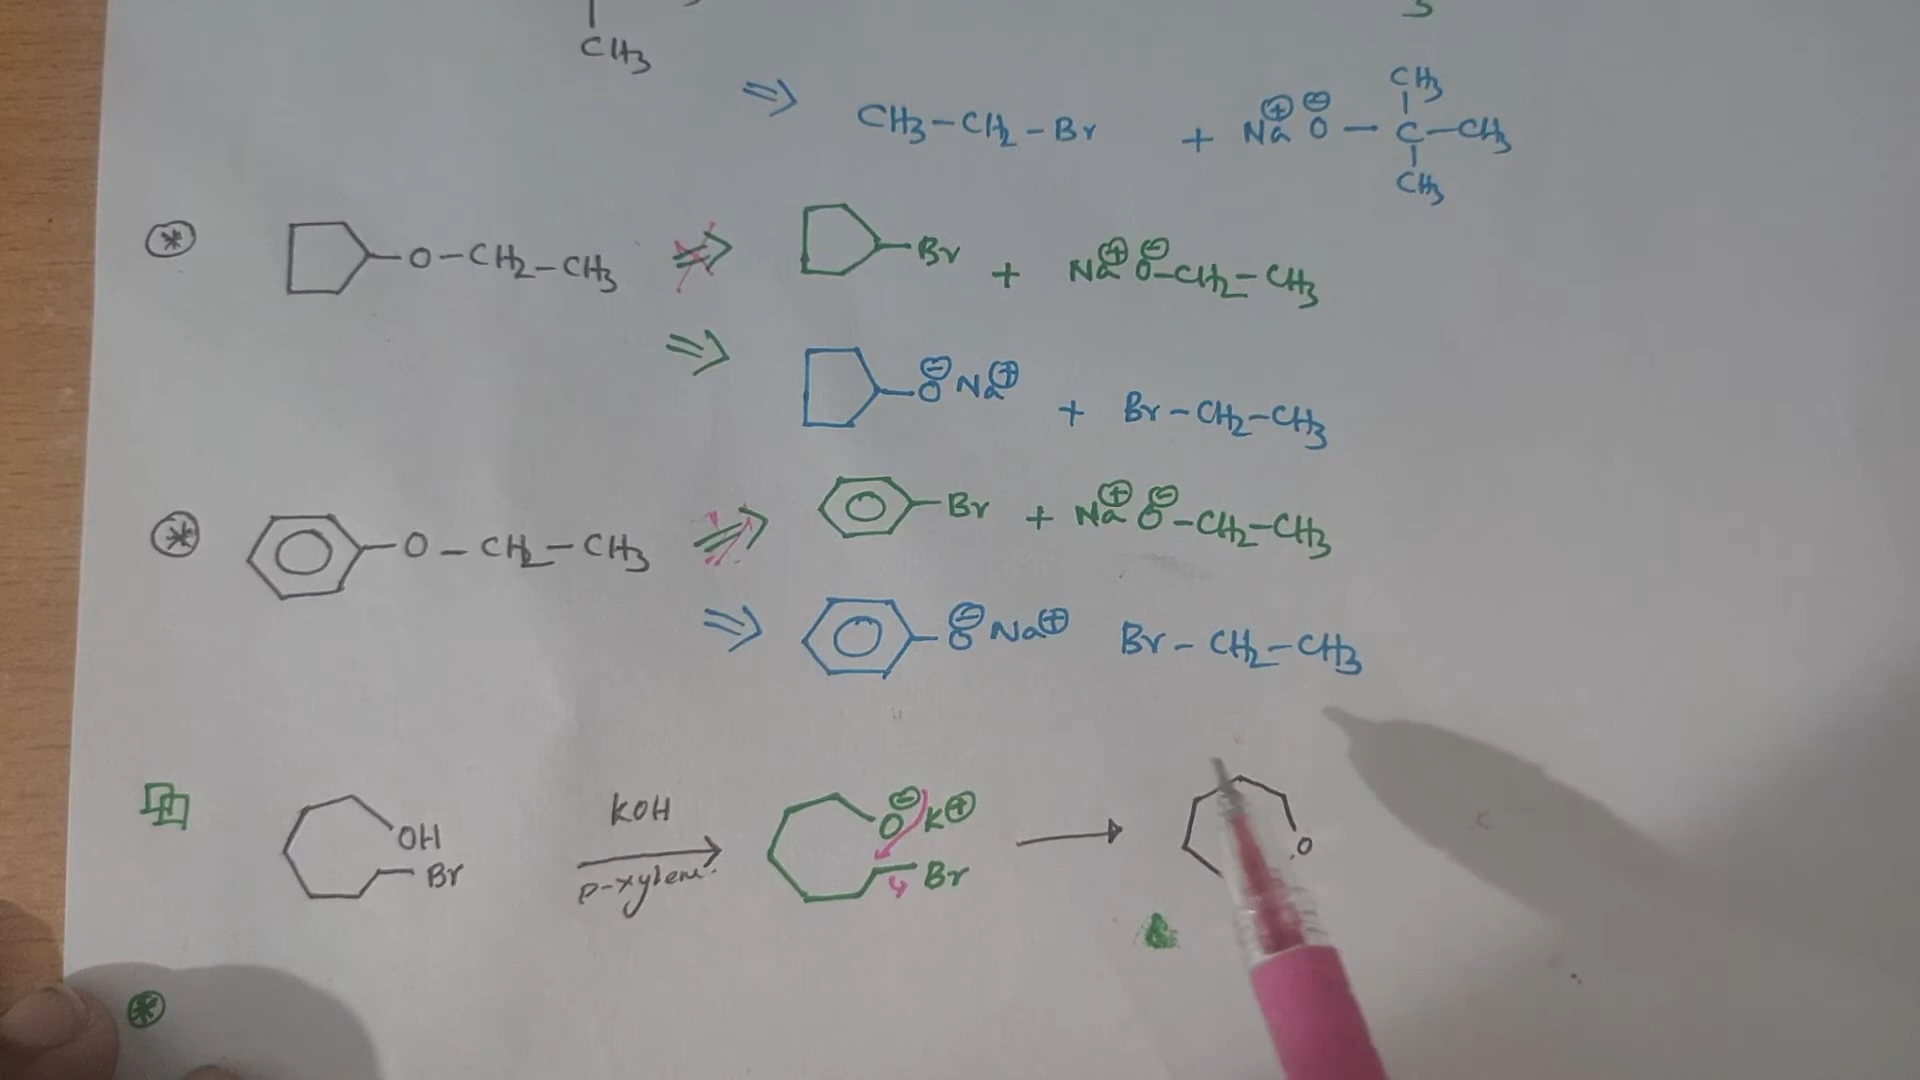 CH3
CH3
⇒ CH3-CH2-Br + Na⊕ O⊖-C-CH3
CH3
⊛ O-CH2-CH3 ⇒ Br + Na⊕ O⊖-CH2-CH3
⇒ O⊖ Na⊕ + Br-CH2-CH3
⊛ O-CH2-CH3 ⇒ Br + Na⊕ O⊖-CH2-CH3
⇒ O⊖ Na⊕ Br-CH2-CH3
OH KOH O⊖ K⊕ O
Br p-xylene. Br
⊛